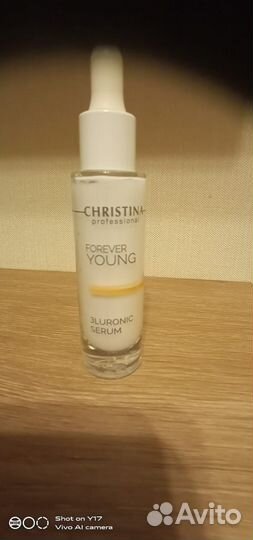 CHRISTINA
professional
FOREVER
YOUNG
3LURONIC
SERUM
Shot on Y17
Vivo AI camera
Avito